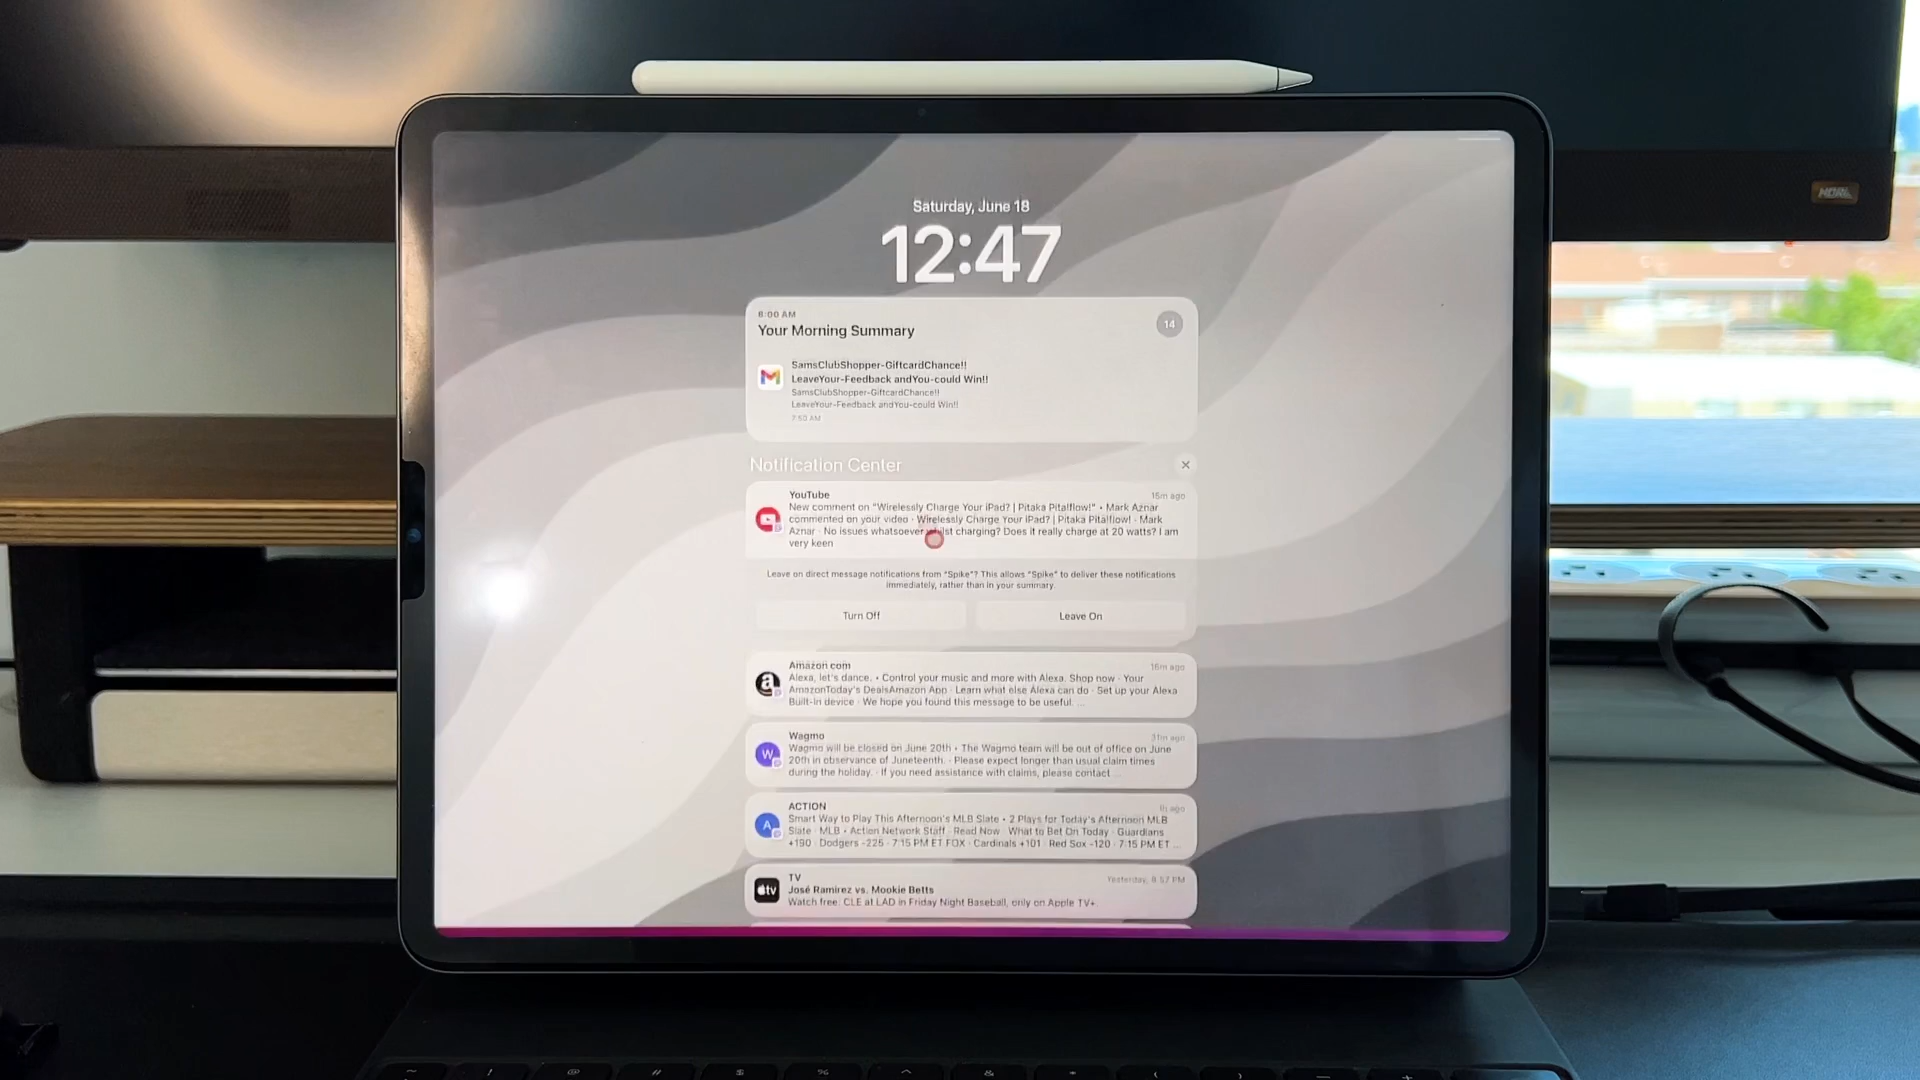 Saturday, June 18
12:47
8:00 AM
Your Morning Summary
14
SamsClubShopper-GiftcardChance!!
LeaveYour-Feedback andYou-could Win!!
SamsClubShopper-GiftcardChance!!
LeaveYour-Feedback andYou-could Win!!
7:50 AM
Notification Center
YouTube
15m ago
New comment on "Wirelessly Charge Your iPad? | Pitaka Pitalflow!" • Mark Aznar
commented on your video · Wirelessly Charge Your iPad? | Pitaka Pitalflow! · Mark
Aznar · No issues whatsoever whilst charging? Does it really charge at 20 watts? I am
very keen
Leave on direct message notifications from "Spike"? This allows "Spike" to deliver these notifications
immediately, rather than in your summary.
Turn Off
Leave On
Amazon.com
16m ago
Alexa, let's dance. • Control your music and more with Alexa. Shop now · Your
AmazonToday's DealsAmazon App · Learn what else Alexa can do · Set up your Alexa
Built-in device · We hope you found this message to be useful. ...
Wagmo
31m ago
Wagmo will be closed on June 20th • The Wagmo team will be out of office on June
20th in observance of Juneteenth. · Please expect longer than usual claim times
during the holiday. · If you need assistance with claims, please contact ...
ACTION
1h ago
Smart Way to Play This Afternoon's MLB Slate • 2 Plays for Today's Afternoon MLB
Slate · MLB • Action Network Staff · Read Now · What to Bet On Today · Guardians
+190 · Dodgers -225 · 7:15 PM ET FOX · Cardinals +101 · Red Sox -120 · 7:15 PM ET ...
TV
Yesterday, 8:57 PM
José Ramírez vs. Mookie Betts
Watch free: CLE at LAD in Friday Night Baseball, only on Apple TV+.